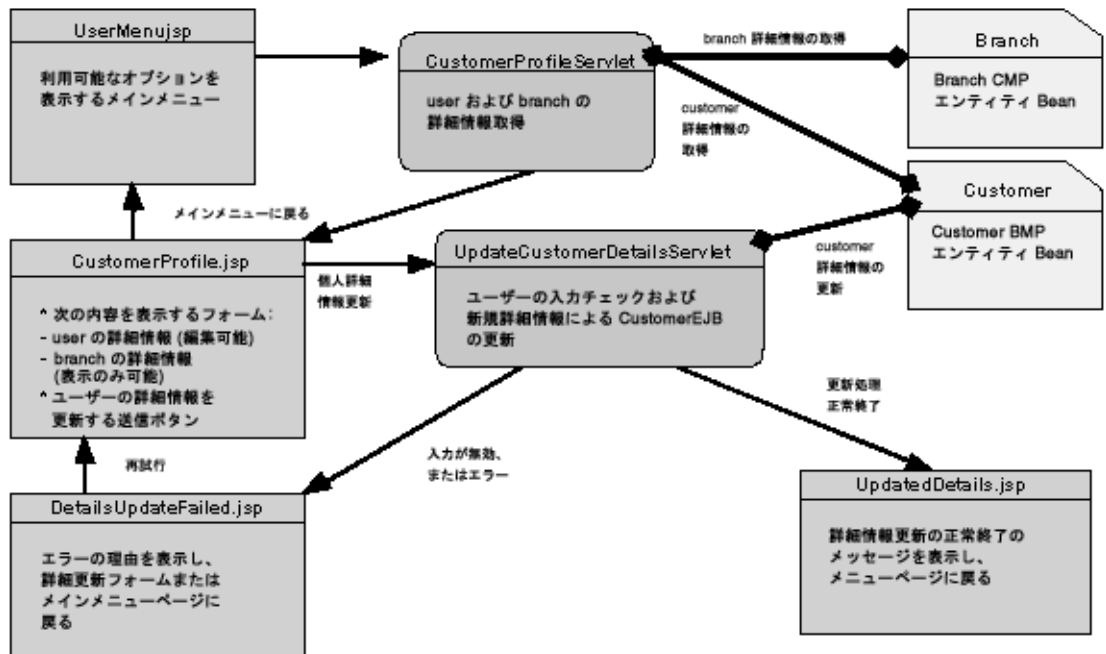 UserMenujsp
利用可能なオプションを
表示するメインメニュー
CustomerProfileServlet
user および branch の
詳細情報取得
branch 詳細情報の取得
Branch
Branch CMP
エンティティ Bean
customer
詳細情報の
取得
Customer
Customer BMP
エンティティ Bean
メインメニューに戻る
CustomerProfile.jsp
^ 次の内容を表示するフォーム:
- user の詳細情報 (編集可能)
- branch の詳細情報
(表示のみ可能)
^ ユーザーの詳細情報を
更新する送信ボタン
個人詳細
情報更新
UpdateCustomerDetailsServlet
ユーザーの入力チェックおよび
新規詳細情報による CustomerEJB
の更新
customer
詳細情報の
更新
更新処理
正常終了
再試行
入力が無効、
またはエラー
DetailsUpdateFailed.jsp
エラーの理由を表示し、
詳細更新フォームまたは
メインメニューページに
戻る
UpdatedDetails.jsp
詳細情報更新の正常終了の
メッセージを表示し、
メニューページに戻る